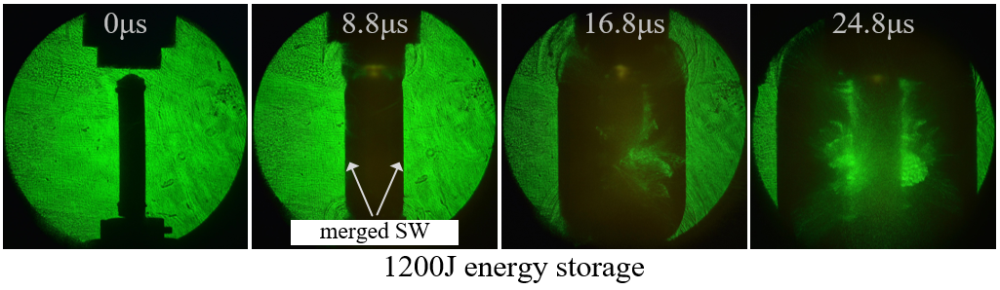 0μs
8.8μs
16.8μs
24.8μs
merged SW
1200J energy storage